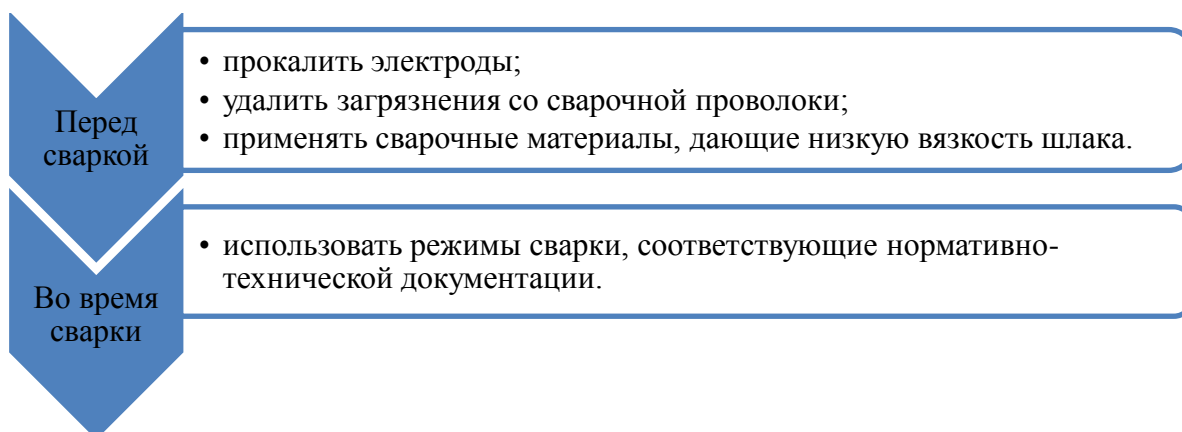 Перед
сваркой
• прокалить электроды;
• удалить загрязнения со сварочной проволоки;
• применять сварочные материалы, дающие низкую вязкость шлака.
Во время
сварки
• использовать режимы сварки, соответствующие нормативно-
технической документации.